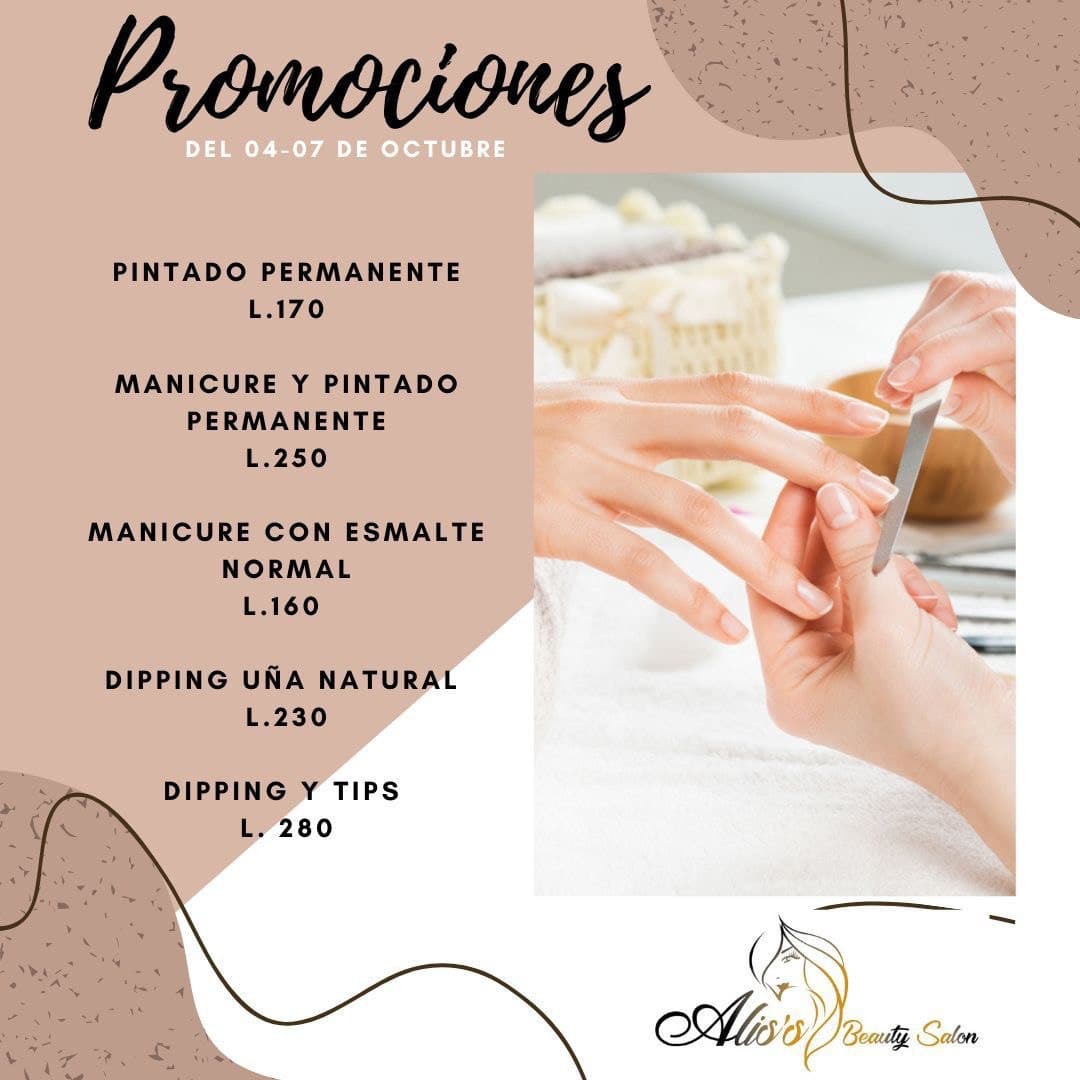 Promociones
DEL 04-07 DE OCTUBRE
PINTADO PERMANENTE
L.170
MANICURE Y PINTADO
PERMANENTE
L.250
MANICURE CON ESMALTE
NORMAL
L.160
DIPPING UÑA NATURAL
L.230
DIPPING Y TIPS
L. 280
Alis's Beauty Salon